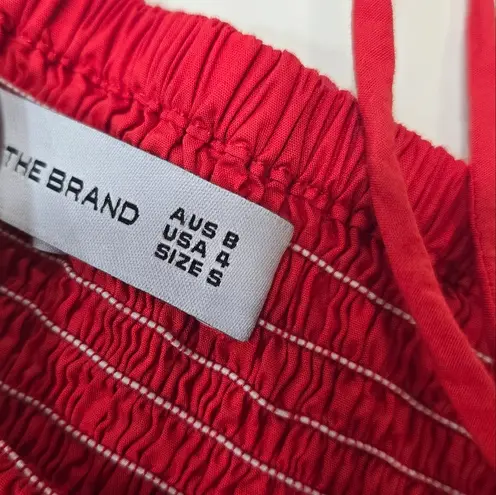 THE BRAND
AUS 8
USA 4
SIZE S